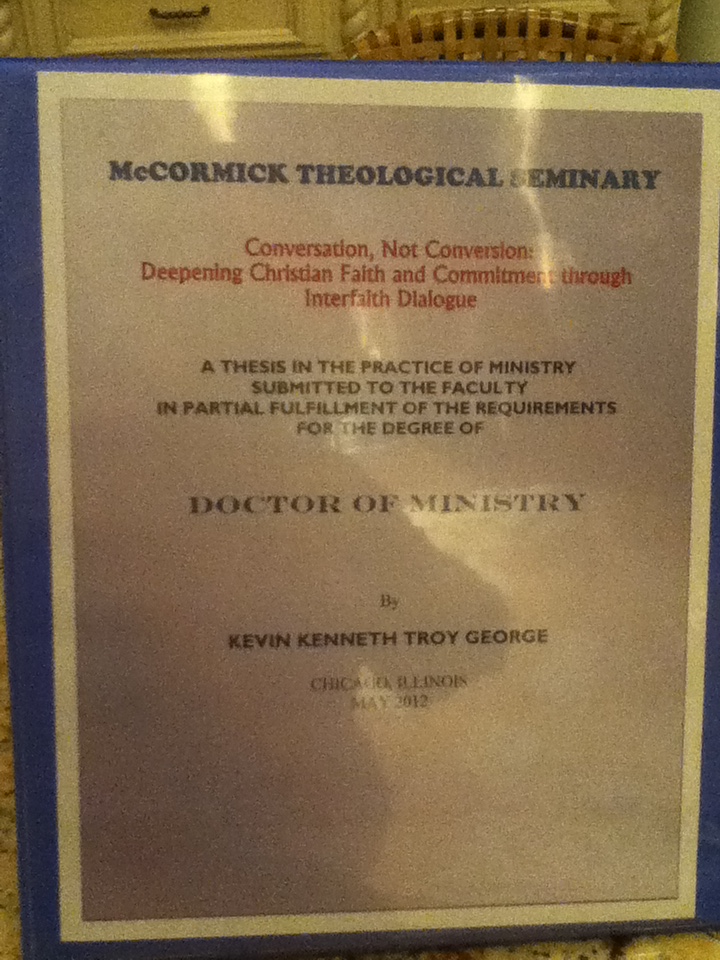 McCORMICK THEOLOGICAL SEMINARY
Conversation, Not Conversion:
Deepening Christian Faith and Commitment through
Interfaith Dialogue
A THESIS IN THE PRACTICE OF MINISTRY
SUBMITTED TO THE FACULTY
IN PARTIAL FULFILLMENT OF THE REQUIREMENTS
FOR THE DEGREE OF
DOCTOR OF MINISTRY
By
KEVIN KENNETH TROY GEORGE
CHICAGO, ILLINOIS
MAY 2012